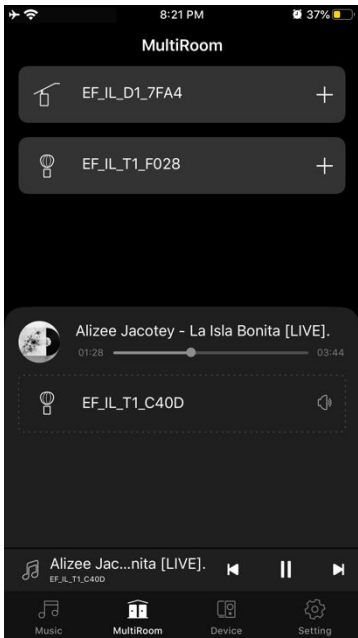 8:21 PM
37%
MultiRoom
EF_IL_D1_7FA4
EF_IL_T1_F028
Alizee Jacotey - La Isla Bonita [LIVE].
01:28
03:44
EF_IL_T1_C40D
Alizee Jac...nita [LIVE].
EF_IL_T1_C40D
Music
MultiRoom
Device
Setting